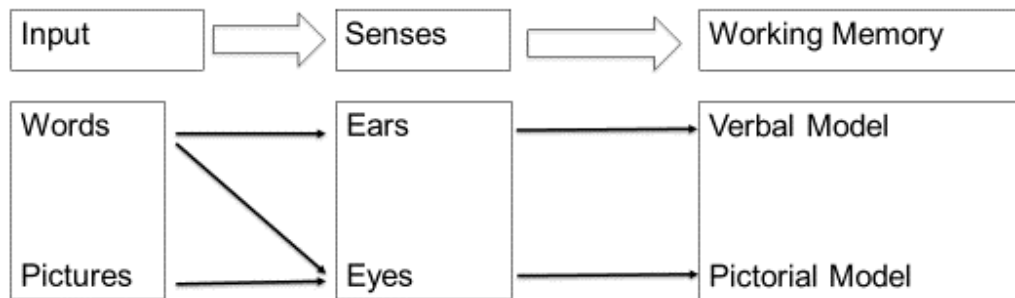 Input
Senses
Working Memory
Words
Ears
Verbal Model
Pictures
Eyes
Pictorial Model